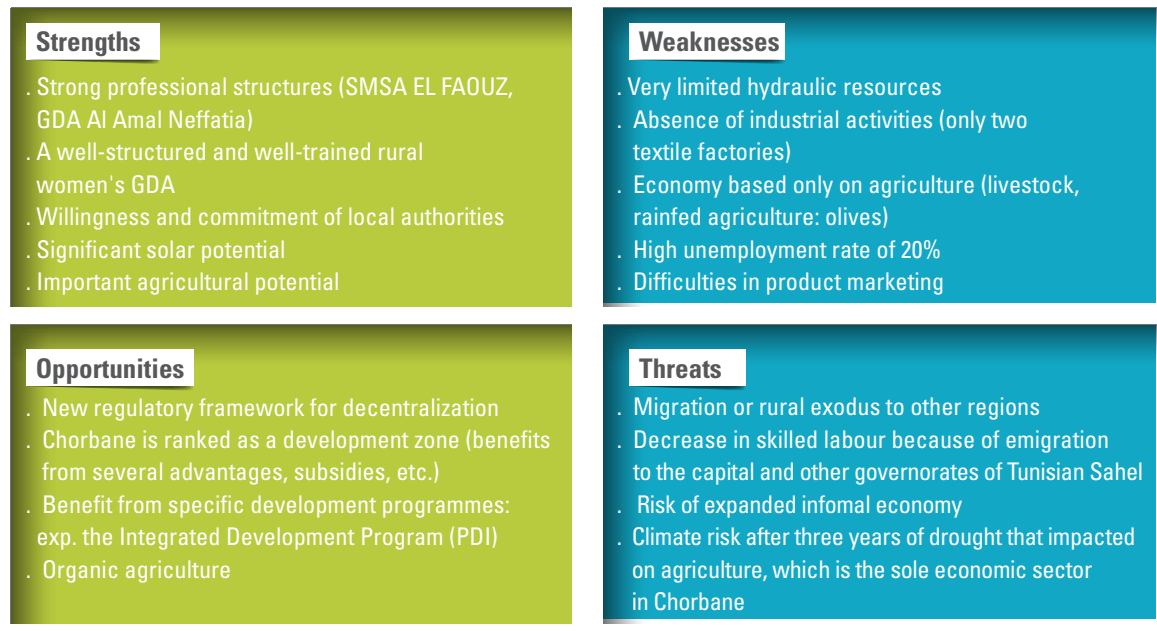 Strengths
. Strong professional structures (SMSA EL FAOUZ,
GDA Al Amal Neffatia)
. A well-structured and well-trained rural
women's GDA
. Willingness and commitment of local authorities
. Significant solar potential
. Important agricultural potential
Weaknesses
. Very limited hydraulic resources
. Absence of industrial activities (only two
textile factories)
. Economy based only on agriculture (livestock,
rainfed agriculture: olives)
. High unemployment rate of 20%
. Difficulties in product marketing
Opportunities
. New regulatory framework for decentralization
. Chorbane is ranked as a development zone (benefits
from several advantages, subsidies, etc.)
. Benefit from specific development programmes:
exp. the Integrated Development Program (PDI)
. Organic agriculture
Threats
. Migration or rural exodus to other regions
. Decrease in skilled labour because of emigration
to the capital and other governorates of Tunisian Sahel
. Risk of expanded infomal economy
. Climate risk after three years of drought that impacted
on agriculture, which is the sole economic sector
in Chorbane